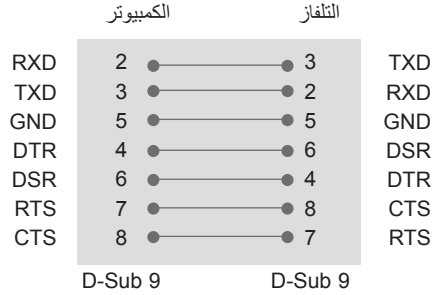 الكمبيوتر التلفاز
RXD 2 3 TXD
TXD 3 2 RXD
GND 5 5 GND
DTR 4 6 DSR
DSR 6 4 DTR
RTS 7 8 CTS
CTS 8 7 RTS
D-Sub 9 D-Sub 9